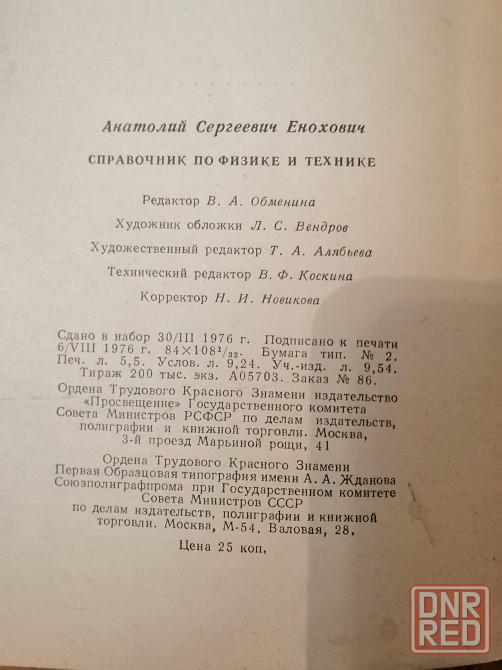 Анатолий Сергеевич Енохович
СПРАВОЧНИК ПО ФИЗИКЕ И ТЕХНИКЕ
Редактор В. А. Обменина
Художник обложки Л. С. Вендров
Художественный редактор Т. А. Алябьева
Технический редактор В. Ф. Коскина
Корректор Н. И. Новикова
Сдано в набор 30/III 1976 г. Подписано к печати
6/VIII 1976 г. 84×108¹/₃₂. Бумага тип. № 2.
Печ. л. 5,5. Услов. л. 9,24. Уч.-изд. л. 9,54.
Тираж 200 тыс. экз. А05703. Заказ № 86.
Ордена Трудового Красного Знамени издательство
«Просвещение» Государственного комитета
Совета Министров РСФСР по делам издательств,
полиграфии и книжной торговли. Москва,
3-й проезд Марьиной рощи, 41
Ордена Трудового Красного Знамени
Первая Образцовая типография имени А. А. Жданова
Союзполиграфпрома при Государственном комитете
Совета Министров СССР
по делам издательств, полиграфии и книжной
торговли. Москва, М-54, Валовая, 28.
Цена 25 коп.
DNR
RED